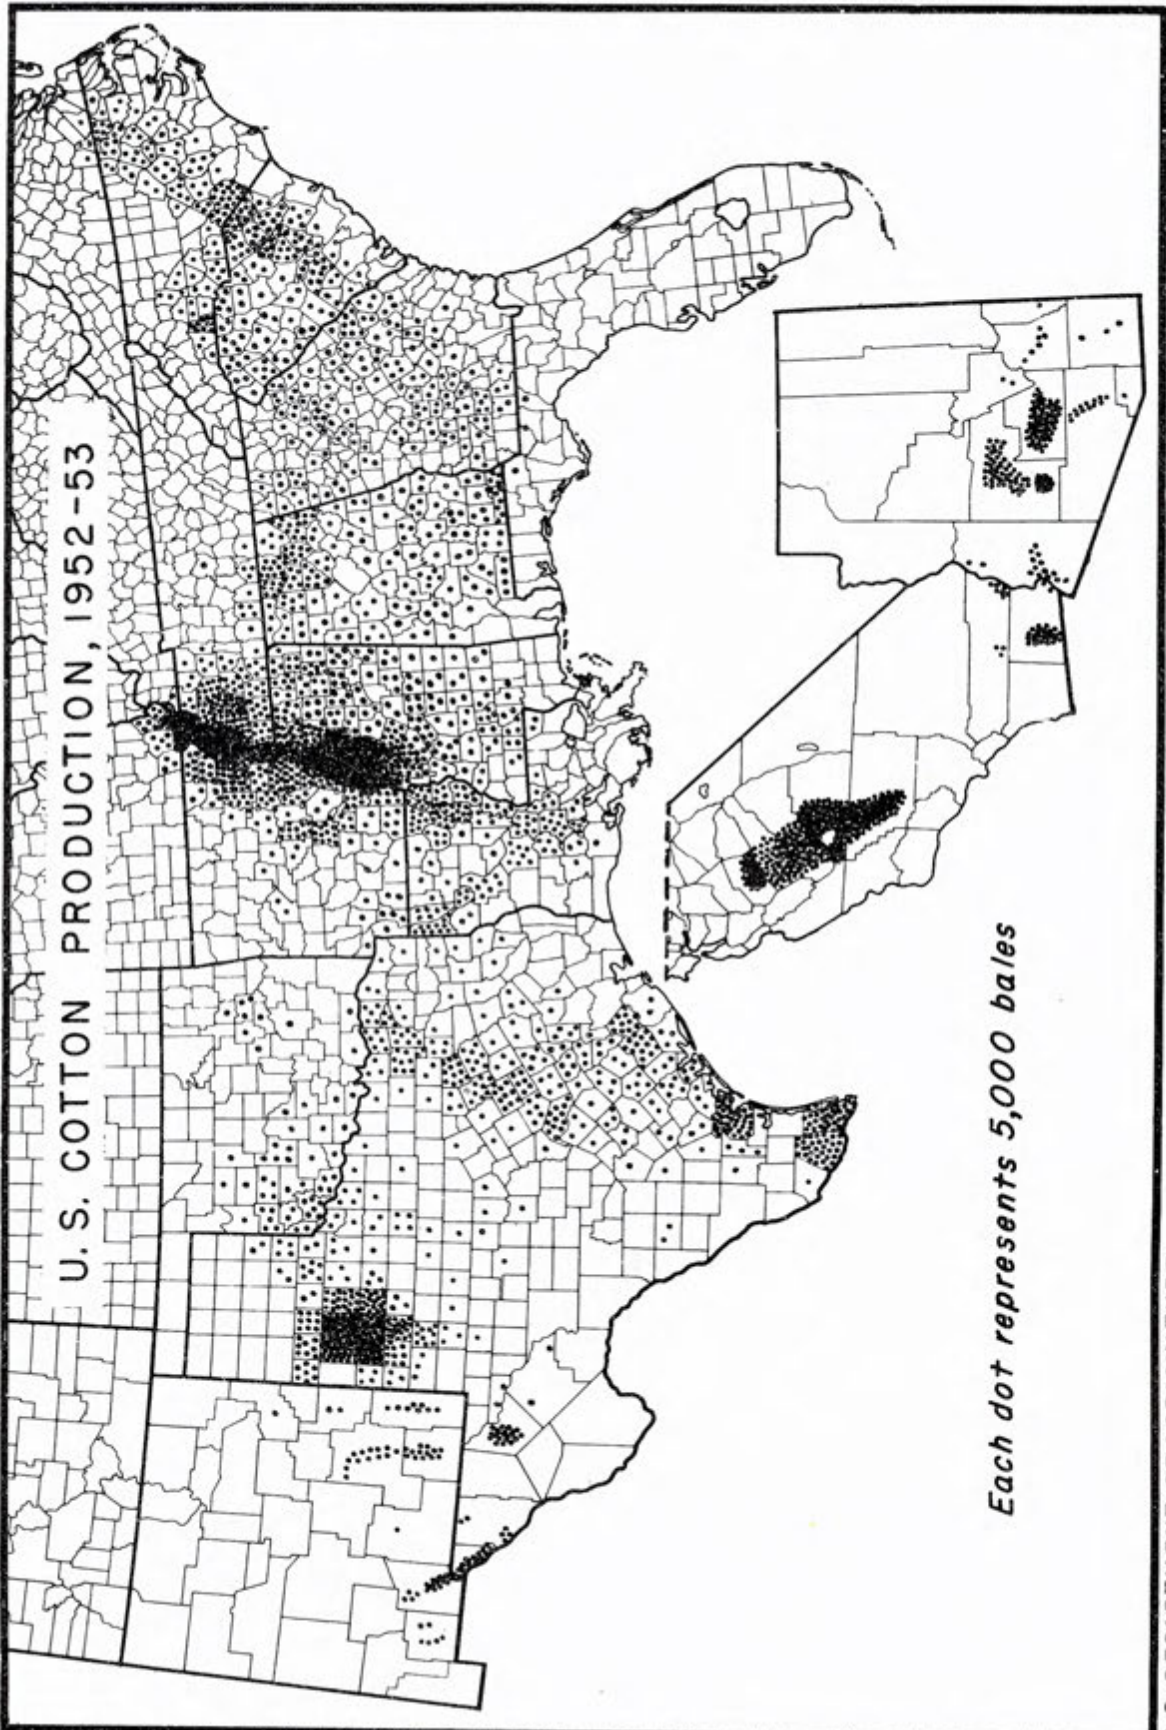 U.S. COTTON PRODUCTION, 1952-53
Each dot represents 5,000 bales